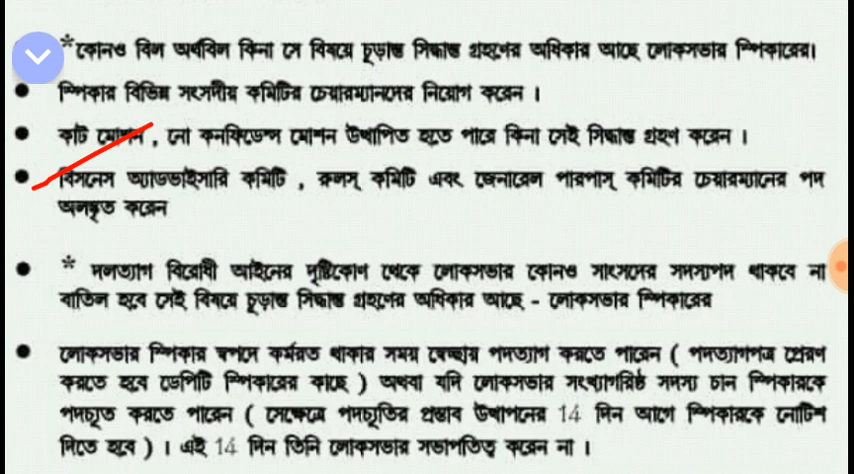 *কোনও বিল অর্থবিল কিনা সে বিষয়ে চূড়ান্ত সিদ্ধান্ত গ্রহণের অধিকার আছে লোকসভার স্পিকারের।
● স্পিকার বিভিন্ন সংসদীয় কমিটির চেয়ারম্যানদের নিয়োগ করেন ।
● কাট মোশন , নো কনফিডেন্স মোশন উত্থাপিত হতে পারে কিনা সেই সিদ্ধান্ত গ্রহণ করেন ।
● বিসনেস অ্যাডভাইসারি কমিটি , রুলস্ কমিটি এবং জেনারেল পারপাস্ কমিটির চেয়ারম্যানের পদ
অলঙ্কৃত করেন
● * দলত্যাগ বিরোধী আইনের দৃষ্টিকোণ থেকে লোকসভার কোনও সাংসদের সদস্যপদ থাকবে না
বাতিল হবে সেই বিষয়ে চূড়ান্ত সিদ্ধান্ত গ্রহণের অধিকার আছে - লোকসভার স্পিকারের
● লোকসভার স্পিকার স্বপদে কর্মরত থাকার সময় স্বেচ্ছায় পদত্যাগ করতে পারেন ( পদত্যাগপত্র প্রেরণ
করতে হবে ডেপিটি স্পিকারের কাছে ) অথবা যদি লোকসভার সংখ্যাগরিষ্ঠ সদস্য চান স্পিকারকে
পদচ্যুত করতে পারেন ( সেক্ষেত্রে পদচ্যুতির প্রস্তাব উত্থাপনের 14 দিন আগে স্পিকারকে নোটিশ
দিতে হবে ) । এই 14 দিন তিনি লোকসভার সভাপতিত্ব করেন না ।